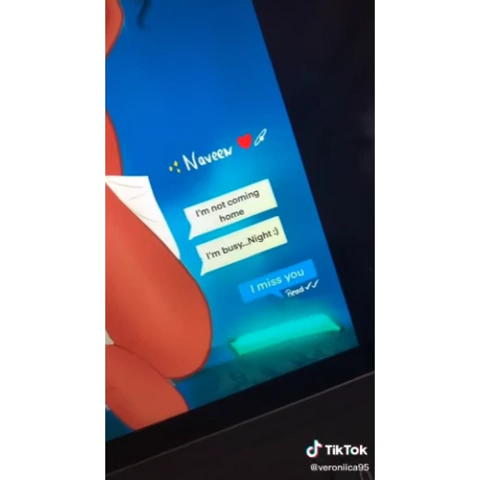 Naveen
I'm not coming
home
I'm busy...Night :)
I miss you
Read
TikTok
@veroniica95